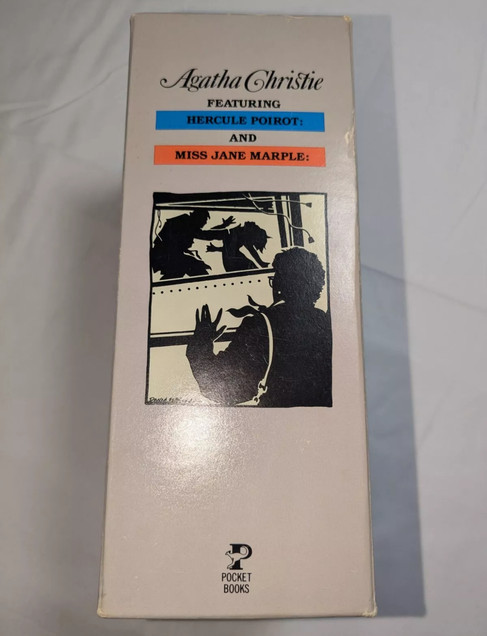 Agatha Christie
FEATURING
HERCULE POIROT:
AND
MISS JANE MARPLE:
POCKET
BOOKS